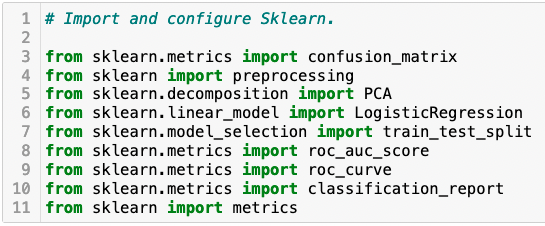 1 # Import and configure Sklearn.
2
3 from sklearn.metrics import confusion_matrix
4 from sklearn import preprocessing
5 from sklearn.decomposition import PCA
6 from sklearn.linear_model import LogisticRegression
7 from sklearn.model_selection import train_test_split
8 from sklearn.metrics import roc_auc_score
9 from sklearn.metrics import roc_curve
10 from sklearn.metrics import classification_report
11 from sklearn import metrics